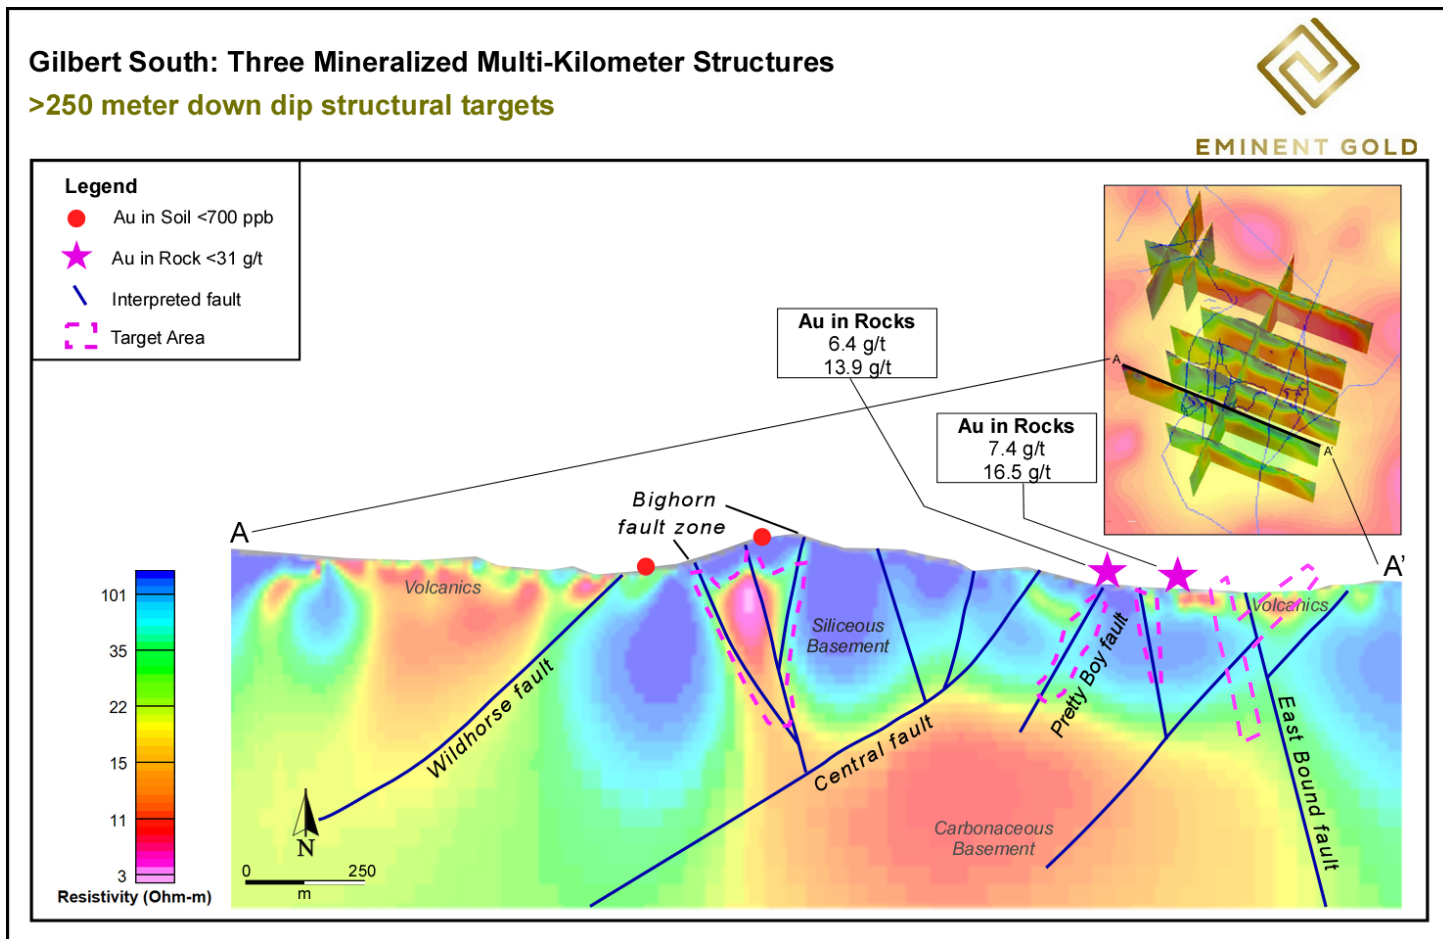 Gilbert South: Three Mineralized Multi-Kilometer Structures
>250 meter down dip structural targets
EMINENT GOLD
Legend
Au in Soil <700 ppb
Au in Rock <31 g/t
Interpreted fault
Target Area
Au in Rocks
6.4 g/t
13.9 g/t
Au in Rocks
7.4 g/t
16.5 g/t
A
A'
Bighorn
fault zone
A
A'
Volcanics
Volcanics
Siliceous
Basement
Wildhorse fault
Central fault
Pretty Boy fault
East Bound fault
Carbonaceous
Basement
101
35
22
15
11
3
Resistivity (Ohm-m)
N
0
250
m